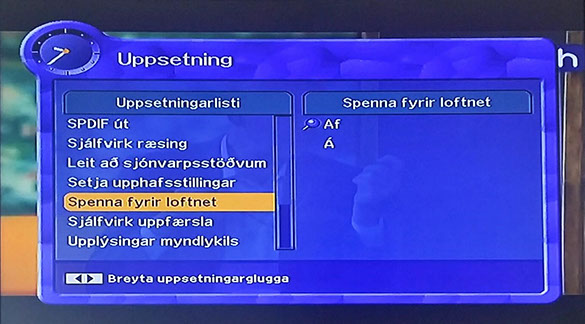 Uppsetning
h
Uppsetningarlisti
SPDIF út
Sjálfvirk ræsing
Leit að sjónvarpsstöðvum
Setja upphafsstillingar
Spenna fyrir loftnet
Sjálfvirk uppfærsla
Upplýsingar myndlykils
Spenna fyrir loftnet
Af
Á
Breyta uppsetningarglugga